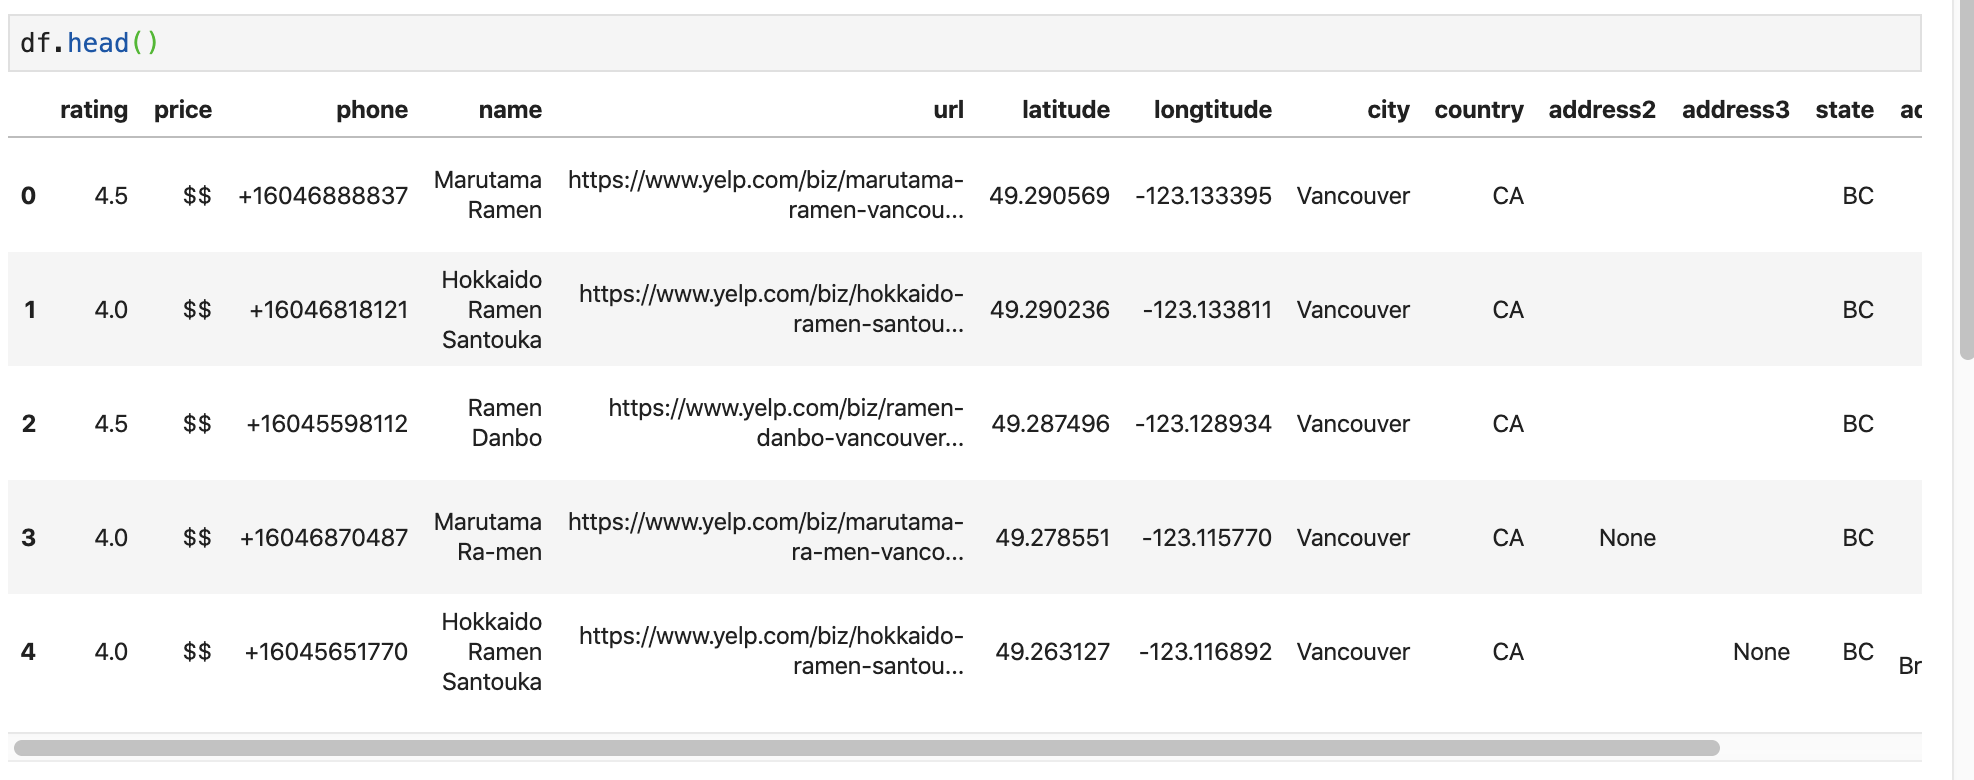 df.head()
rating price phone name url latitude longtitude city country address2 address3 state ad
0 4.5 $$ +16046888837 Marutama Ramen https://www.yelp.com/biz/marutama-ramen-vancou... 49.290569 -123.133395 Vancouver CA BC
1 4.0 $$ +16046818121 Hokkaido Ramen Santouka https://www.yelp.com/biz/hokkaido-ramen-santou... 49.290236 -123.133811 Vancouver CA BC
2 4.5 $$ +16045598112 Ramen Danbo https://www.yelp.com/biz/ramen-danbo-vancouver... 49.287496 -123.128934 Vancouver CA BC
3 4.0 $$ +16046870487 Marutama Ra-men https://www.yelp.com/biz/marutama-ra-men-vanco... 49.278551 -123.115770 Vancouver CA None BC
4 4.0 $$ +16045651770 Hokkaido Ramen Santouka https://www.yelp.com/biz/hokkaido-ramen-santou... 49.263127 -123.116892 Vancouver CA None BC Br